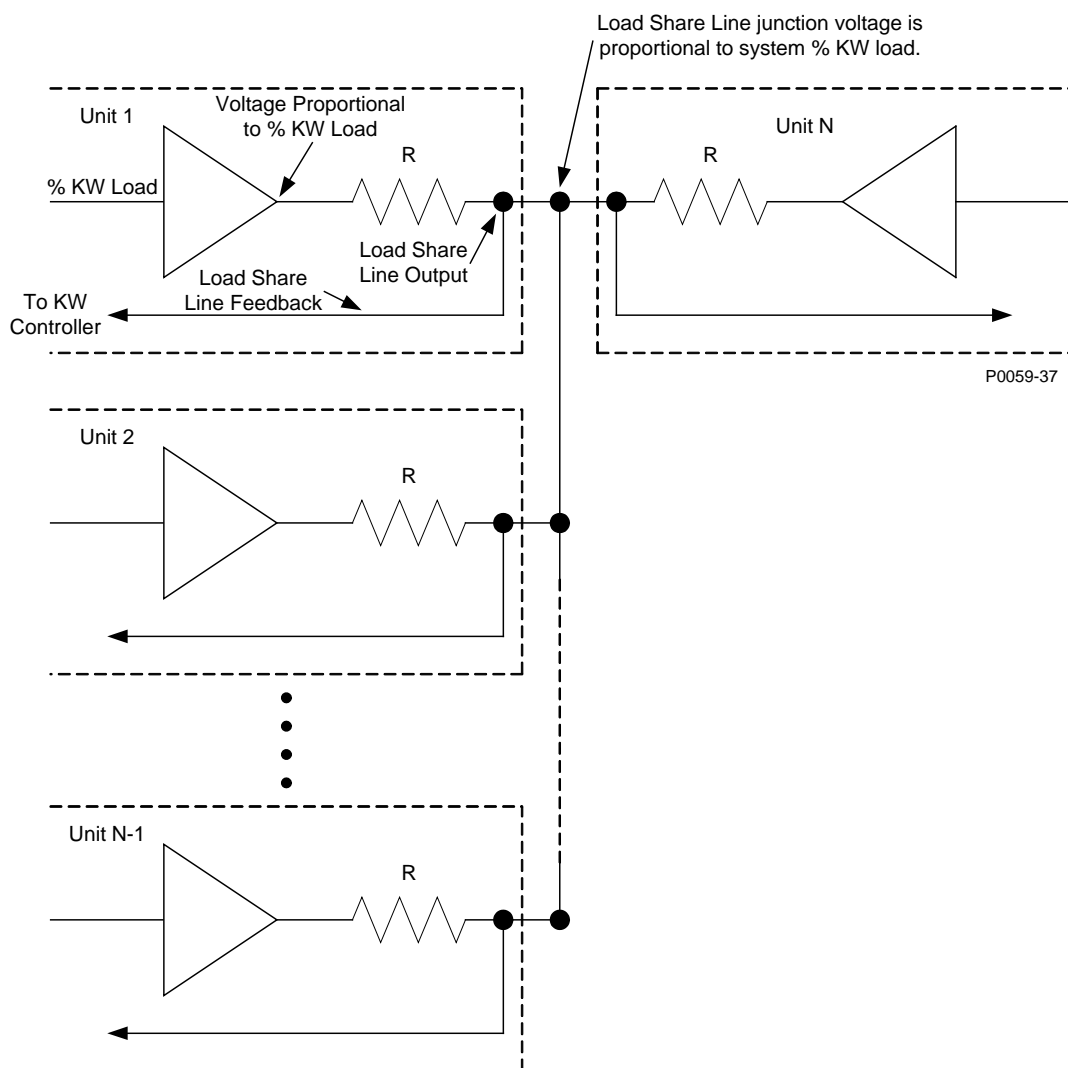 Load Share Line junction voltage is
proportional to system % KW load.
Unit 1
Voltage Proportional
to % KW Load
Unit N
R
R
% KW Load
Load Share
Line Output
Load Share
Line Feedback
To KW
Controller
P0059-37
Unit 2
R
Unit N-1
R